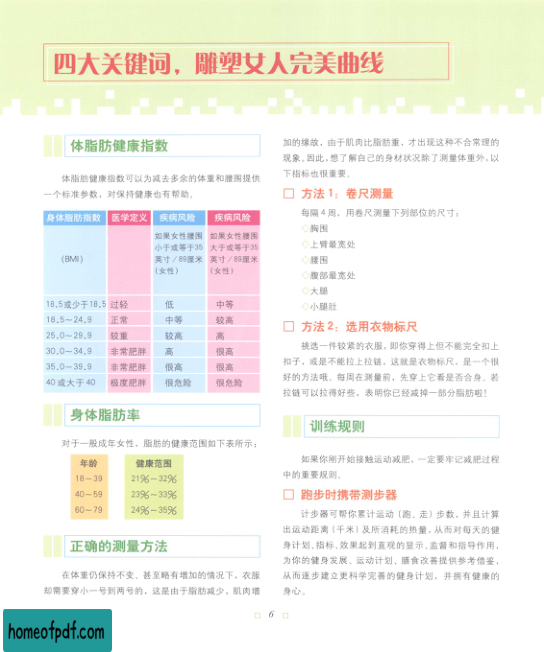 四大关键词，雕塑女人完美曲线
体脂肪健康指数
体脂肪健康指数可以为减去多余的体重和腰围提供
一个标准参数，对保持健康也有帮助。
身体脂肪指数 医学定义 疾病风险 疾病风险
(BMI) 如果女性腰围小于或等于35英寸／89厘米(女性) 如果女性腰围大于或等于35英寸／89厘米(女性)
18.5或少于18.5 过轻 低 中等
18.5～24.9 正常 中等 较高
25.0～29.9 较重 较高 高
30.0～34.9 非常肥胖 高 很高
35.0～39.9 非常肥胖 很高 很高
40或大于40 极度肥胖 很危险 很危险
身体脂肪率
对于一般成年女性，脂肪的健康范围如下表所示：
年龄 健康范围
18～39 21%～32%
40～59 23%～33%
60～79 24%～35%
正确的测量方法
在体重仍保持不变、甚至略有增加的情况下，衣服
却需要穿小一号到两号的，这是由于脂肪减少，肌肉增
加的缘故，由于肌肉比脂肪重，才出现这种不合常理的
现象。因此，想了解自己的身材状况除了测量体重外，以
下指标也很重要。
方法1：卷尺测量
每隔4周，用卷尺测量下列部位的尺寸：
◇胸围
◇上臂最宽处
◇腰围
◇腹部最宽处
◇大腿
◇小腿肚
方法2：选用衣物标尺
挑选一件较紧的衣服，即你穿得上但不能完全扣上
扣子，或是不能拉上拉链，这就是衣物标尺，是一个很
好的方法哦。每周在测量前，先穿上它看是否合身。若
拉链可以拉得好些，表明你已经减掉一部分脂肪啦！
训练规则
如果你刚开始接触运动减肥，一定要牢记减肥过程
中的重要规则。
跑步时携带测步器
计步器可帮你累计运动（跑、走）步数，并且计算
出运动距离（千米）及所消耗的热量，从而对每天的健
身计划、指标、效果起到直观的显示、监督和指导作用，
为你的健身发展、运动计划、膳食改善提供参考借鉴，
从而逐步建立更科学完善的健身计划，并拥有健康的
身心。
6
homeofpdf.com